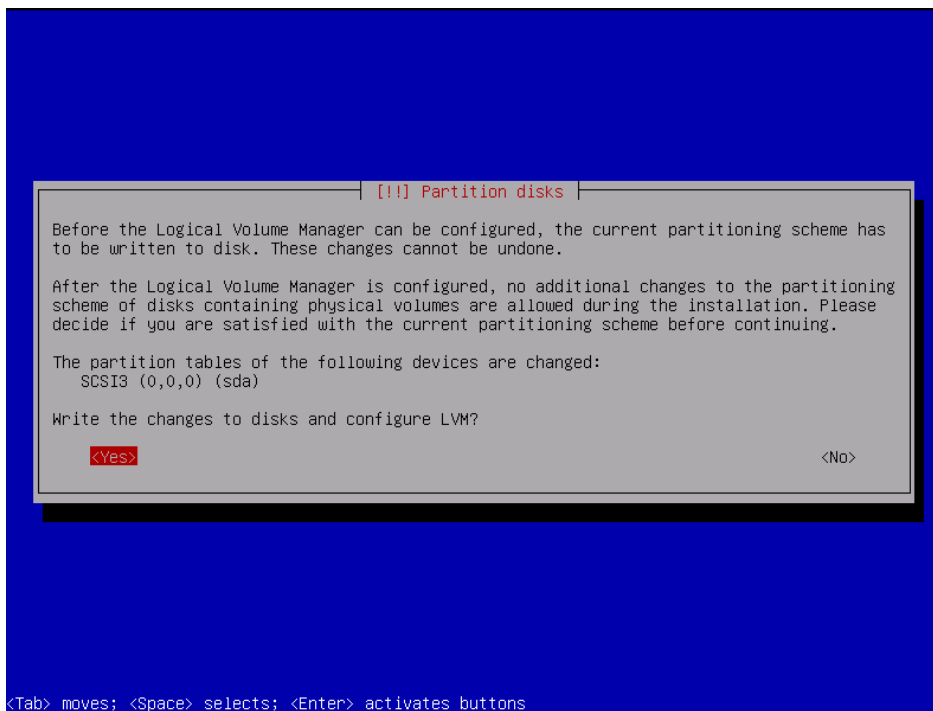 [!!] Partition disks
Before the Logical Volume Manager can be configured, the current partitioning scheme has
to be written to disk. These changes cannot be undone.
After the Logical Volume Manager is configured, no additional changes to the partitioning
scheme of disks containing physical volumes are allowed during the installation. Please
decide if you are satisfied with the current partitioning scheme before continuing.
The partition tables of the following devices are changed:
SCSI3 (0,0,0) (sda)
Write the changes to disks and configure LVM?
<Yes> <No>
<Tab> moves; <Space> selects; <Enter> activates buttons